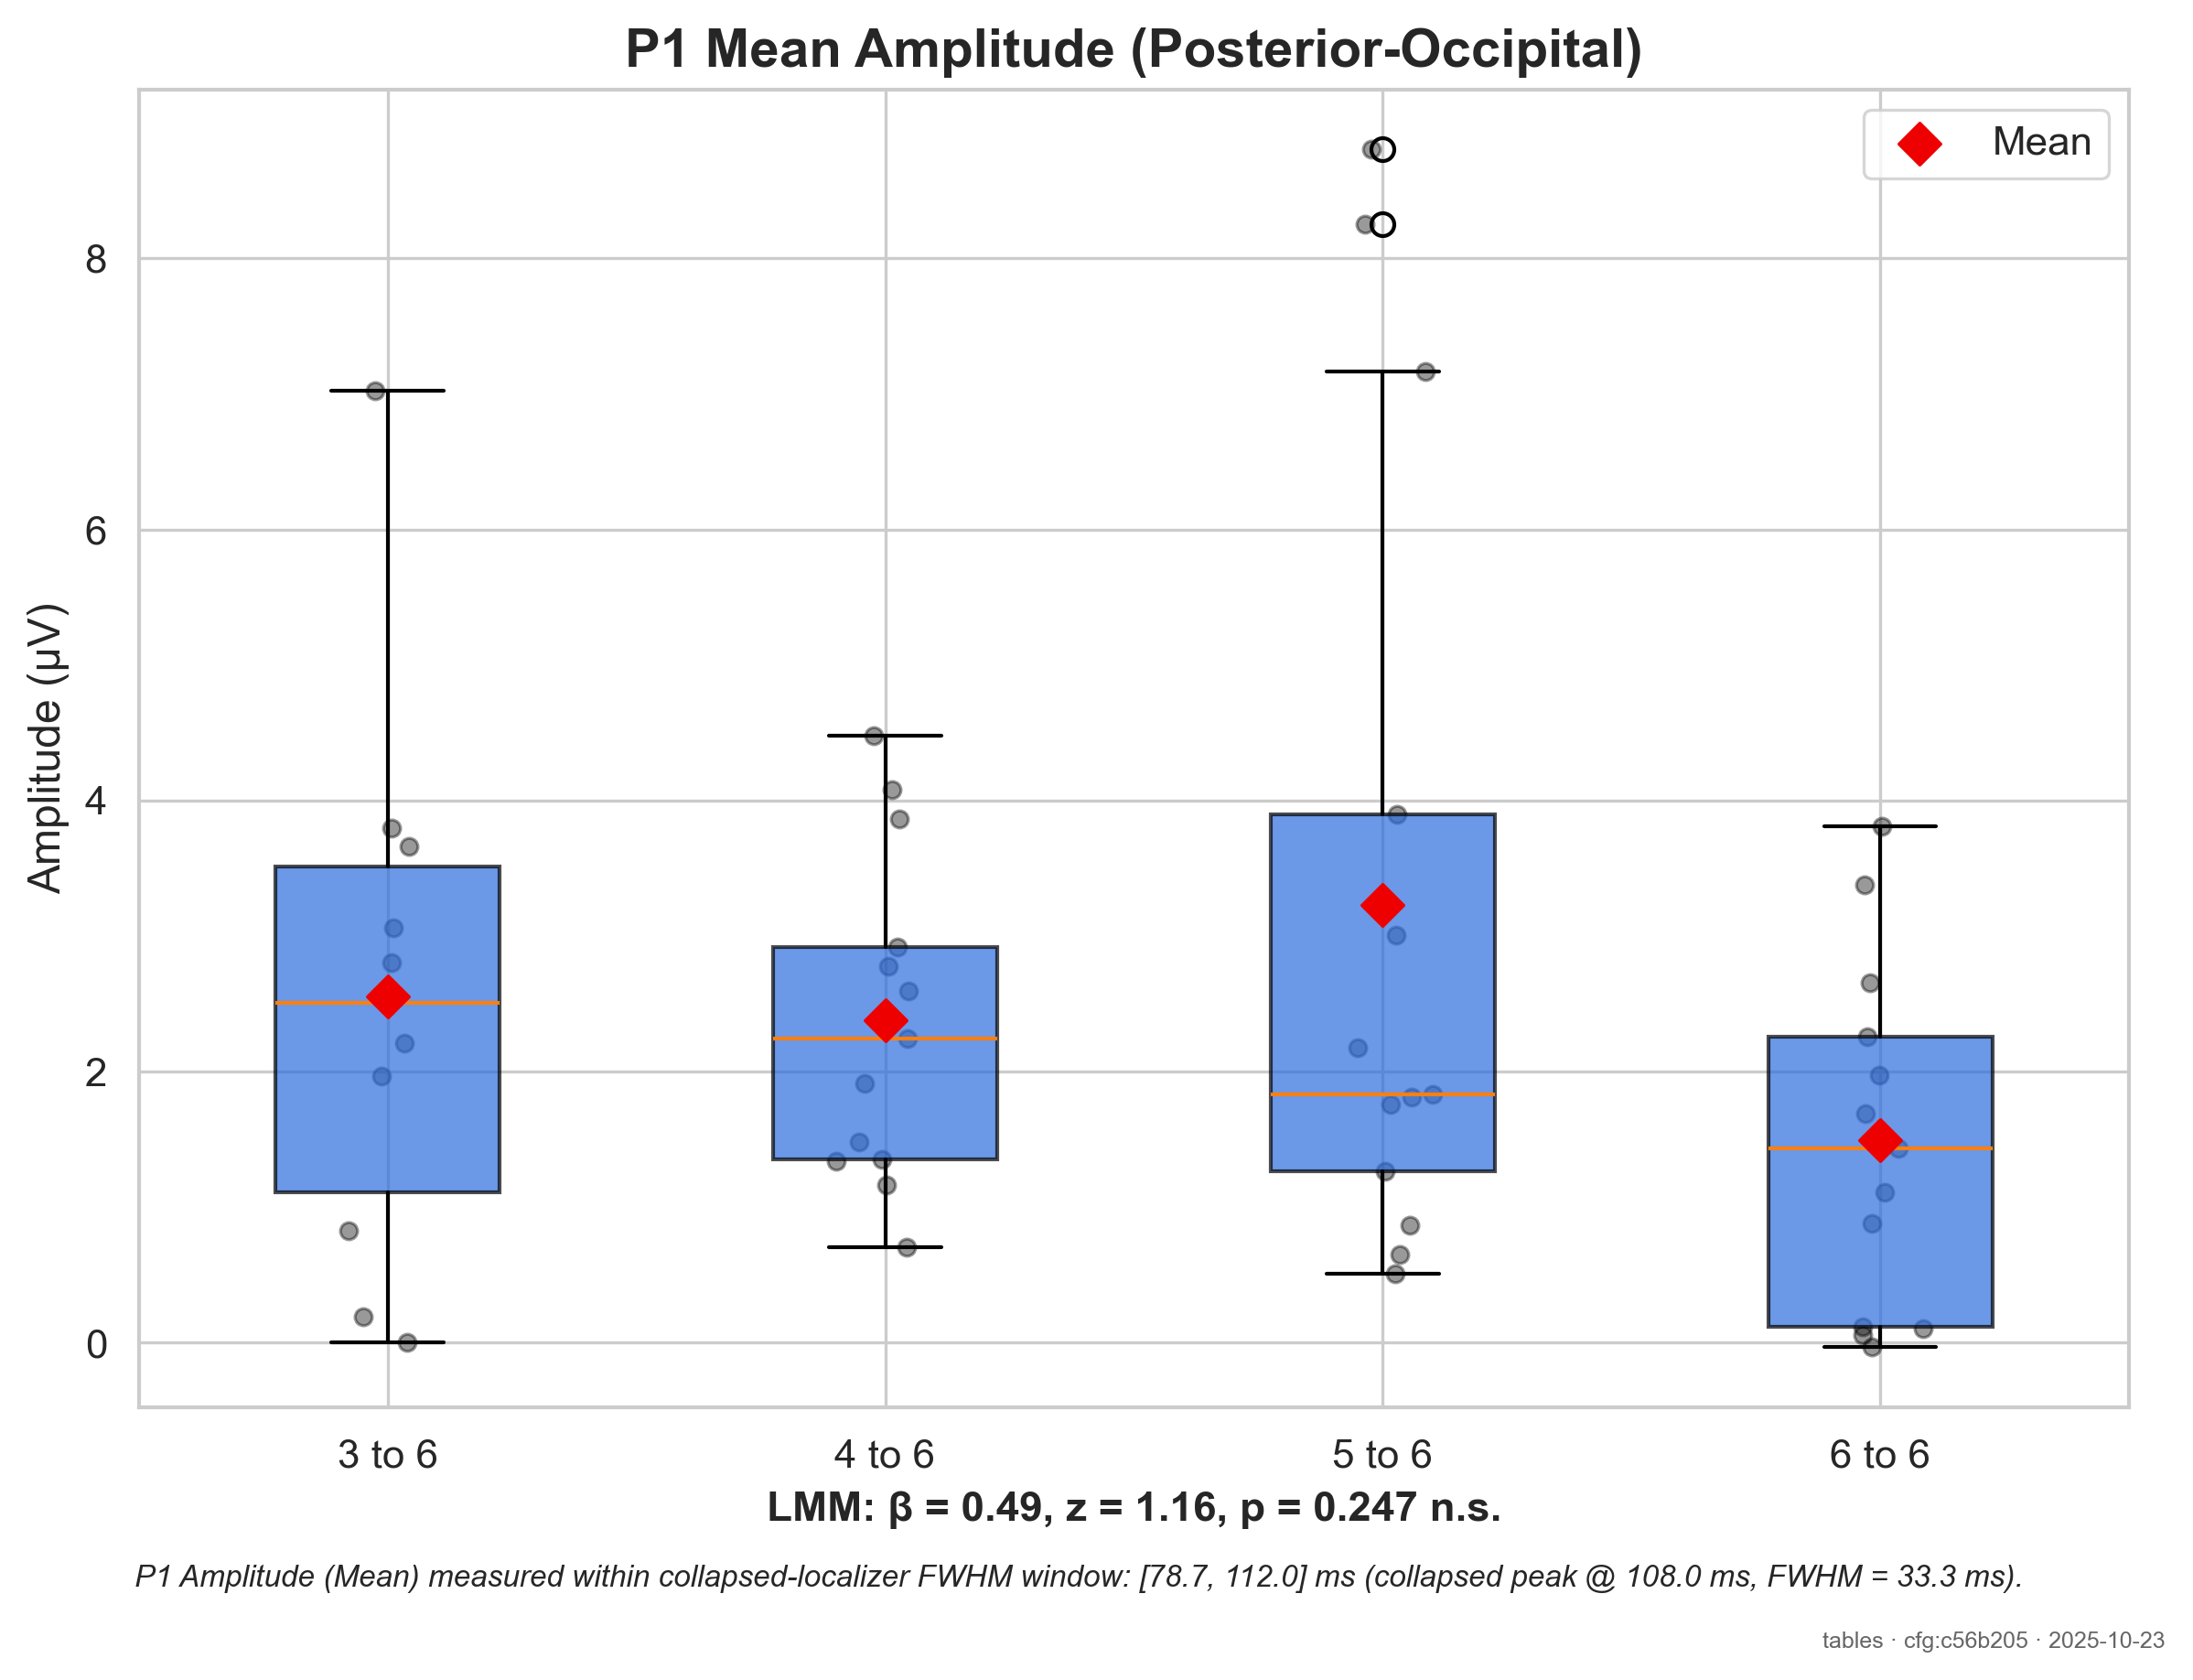 P1 Mean Amplitude (Posterior-Occipital)
Mean
8
6
4
2
0
Amplitude (µV)
3 to 6
4 to 6
5 to 6
6 to 6
LMM: β = 0.49, z = 1.16, p = 0.247 n.s.
P1 Amplitude (Mean) measured within collapsed-localizer FWHM window: [78.7, 112.0] ms (collapsed peak @ 108.0 ms, FWHM = 33.3 ms).
tables · cfg:c56b205 · 2025-10-23